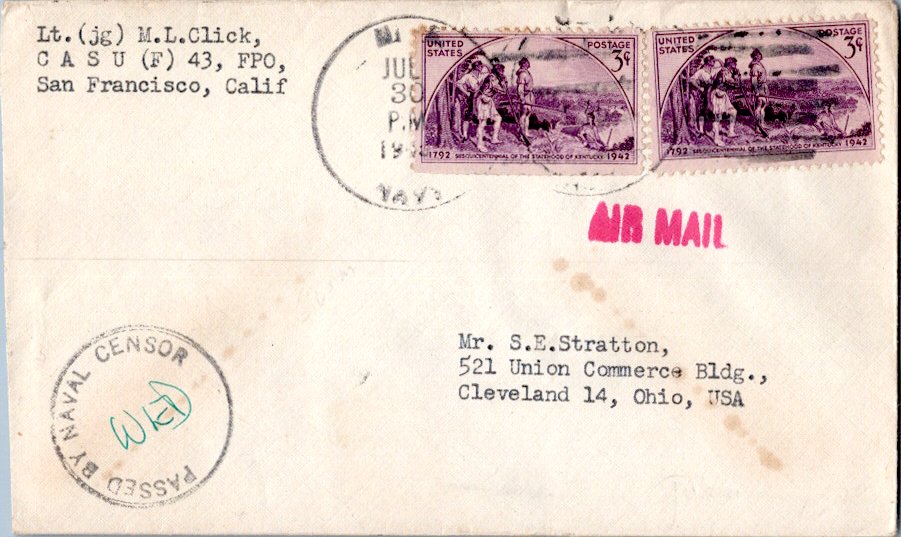 Lt.(jg) M.L.Click,
C A S U (F) 43, FPO,
San Francisco, Calif
JUL
30
P.M
UNITED STATES POSTAGE 3¢
1792 SESQUICENTENNIAL OF THE STATEHOOD OF KENTUCKY 1942
UNITED STATES POSTAGE 3¢
1792 SESQUICENTENNIAL OF THE STATEHOOD OF KENTUCKY 1942
AIR MAIL
Mr. S.E.Stratton,
521 Union Commerce Bldg.,
Cleveland 14, Ohio, USA
PASSED BY NAVAL CENSOR